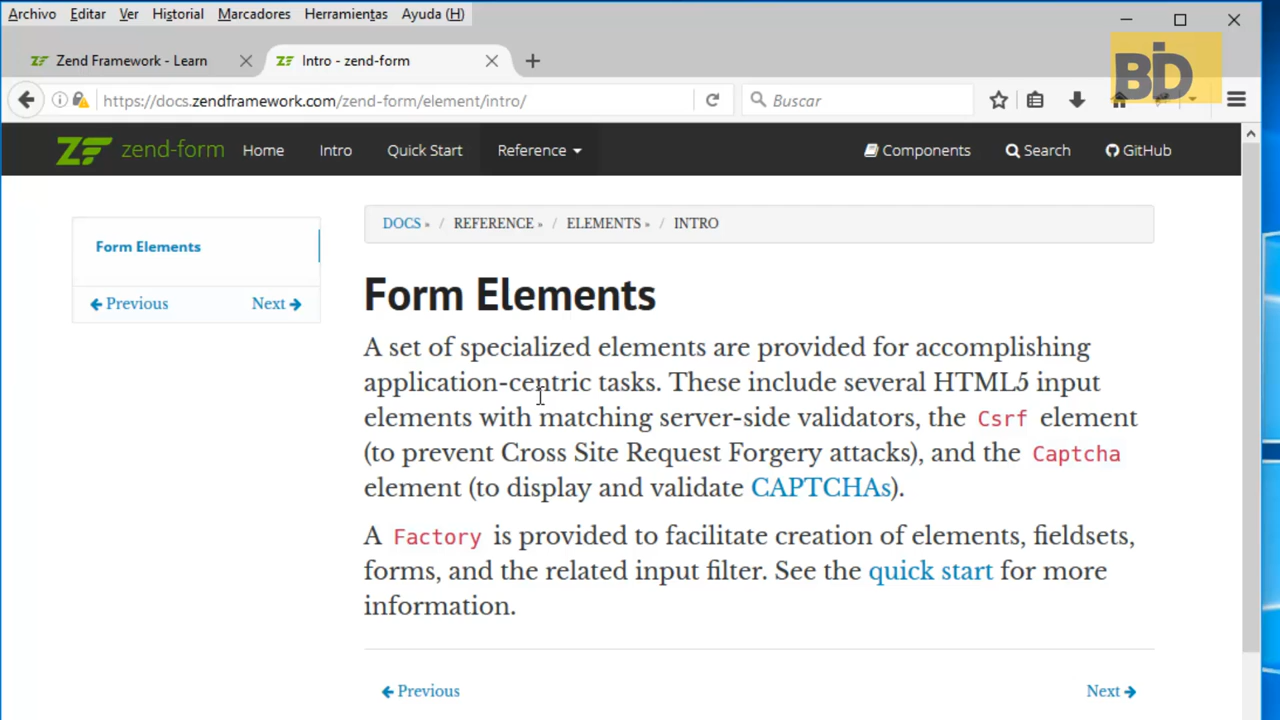 Archivo Editar Ver Historial Marcadores Herramientas Ayuda (H)
Zend Framework - Learn
Intro - zend-form
BID
https://docs.zendframework.com/zend-form/element/intro/
Buscar
ZF zend-form Home Intro Quick Start Reference Components Search GitHub
Form Elements
Previous Next
DOCS » / REFERENCE » / ELEMENTS » / INTRO
Form Elements
A set of specialized elements are provided for accomplishing
application-centric tasks. These include several HTML5 input
elements with matching server-side validators, the Csrf element
(to prevent Cross Site Request Forgery attacks), and the Captcha
element (to display and validate CAPTCHAs).
A Factory is provided to facilitate creation of elements, fieldsets,
forms, and the related input filter. See the quick start for more
information.
Previous Next